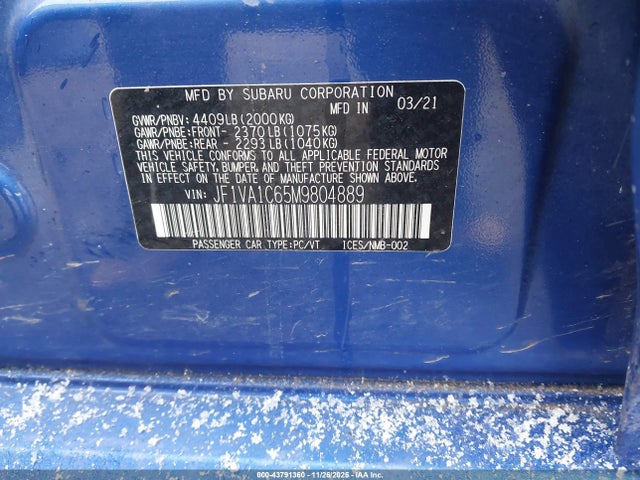 MFD BY SUBARU CORPORATION
MFD IN 03/21
GVWR/PNBV: 4409LB(2000KG)
GAWR/PNBE:FRONT- 2370LB(1075KG)
GAWR/PNBE:REAR - 2293LB(1040KG)
THIS VEHICLE CONFORMS TO ALL APPLICABLE FEDERAL MOTOR
VEHICLE SAFETY, BUMPER, AND THEFT PREVENTION STANDARDS
IN EFFECT ON THE DATE OF MANUFACTURE SHOWN ABOVE.
VIN: JF1VA1C65M9804889
PASSENGER CAR TYPE:PC/VT ICES/NMB-002
000-43791360 - 11/26/2025 - IAAI.COM